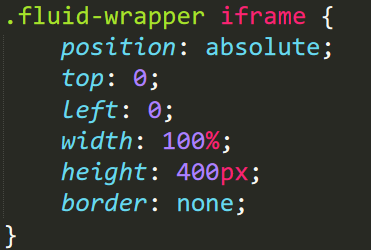 .fluid-wrapper iframe {
    position: absolute;
    top: 0;
    left: 0;
    width: 100%;
    height: 400px;
    border: none;
}